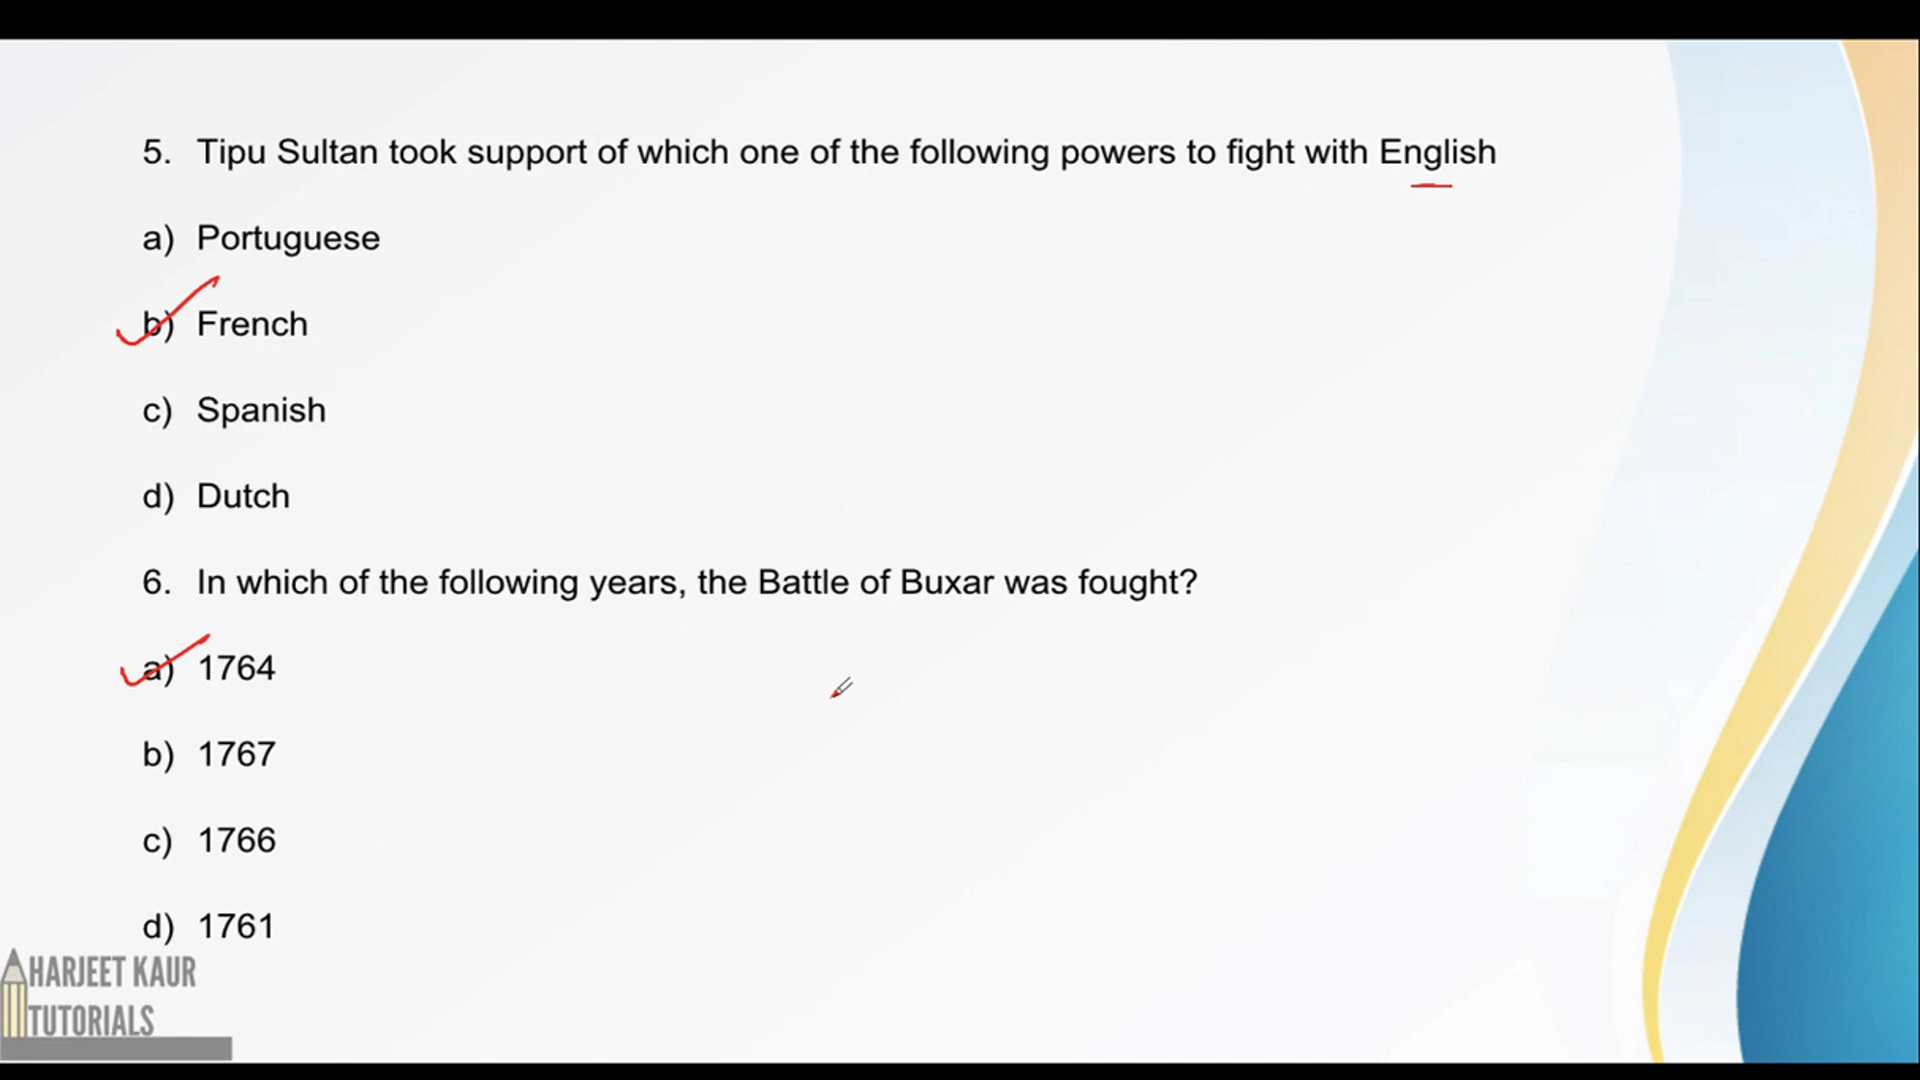 5. Tipu Sultan took support of which one of the following powers to fight with English
a) Portuguese
b) French
c) Spanish
d) Dutch
6. In which of the following years, the Battle of Buxar was fought?
a) 1764
b) 1767
c) 1766
d) 1761
HARJEET KAUR
TUTORIALS